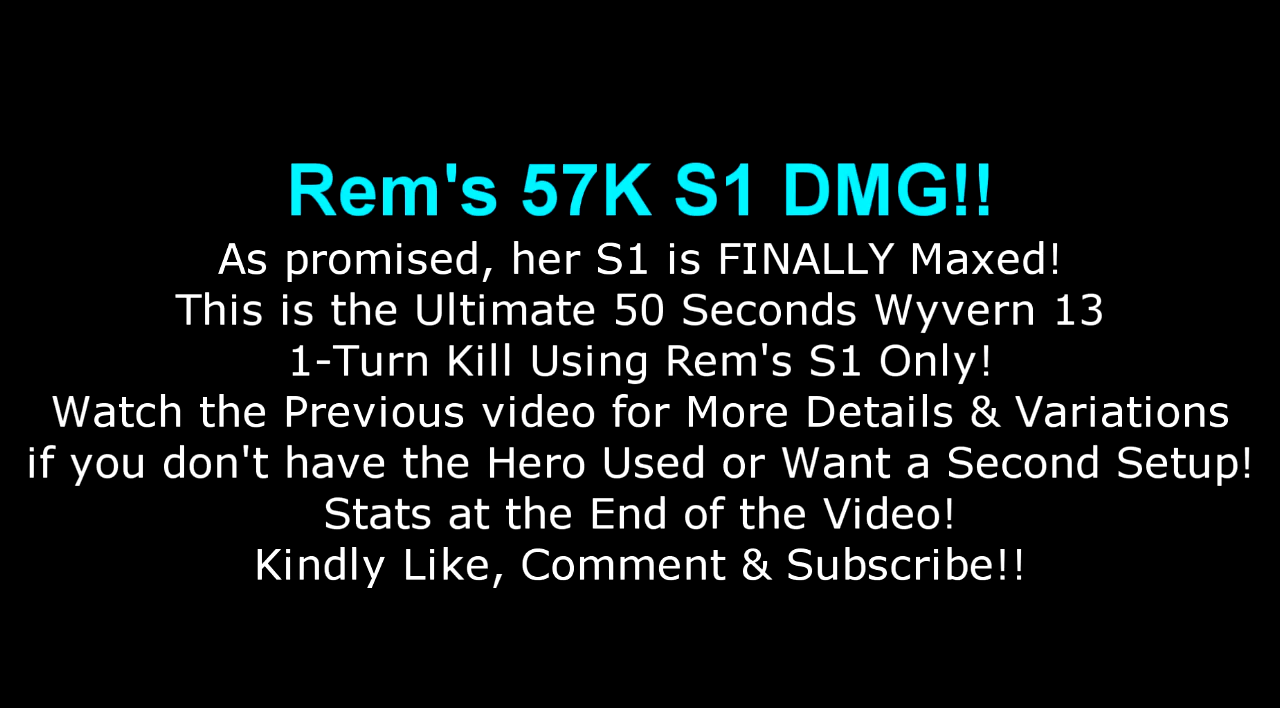 Rem's 57K S1 DMG!!
As promised, her S1 is FINALLY Maxed!
This is the Ultimate 50 Seconds Wyvern 13
1-Turn Kill Using Rem's S1 Only!
Watch the Previous video for More Details & Variations
if you don't have the Hero Used or Want a Second Setup!
Stats at the End of the Video!
Kindly Like, Comment & Subscribe!!